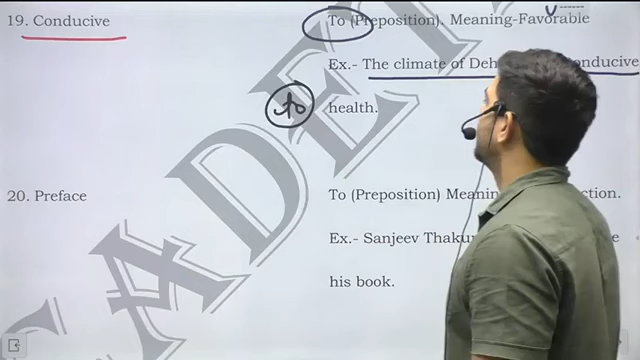 19. Conducive
To (Preposition). Meaning-Favorable
Ex.- The climate of Deh conducive
to health.
20. Preface
To (Preposition) Meanin ction.
Ex.- Sanjeev Thaku e
his book.
ADE
CADE